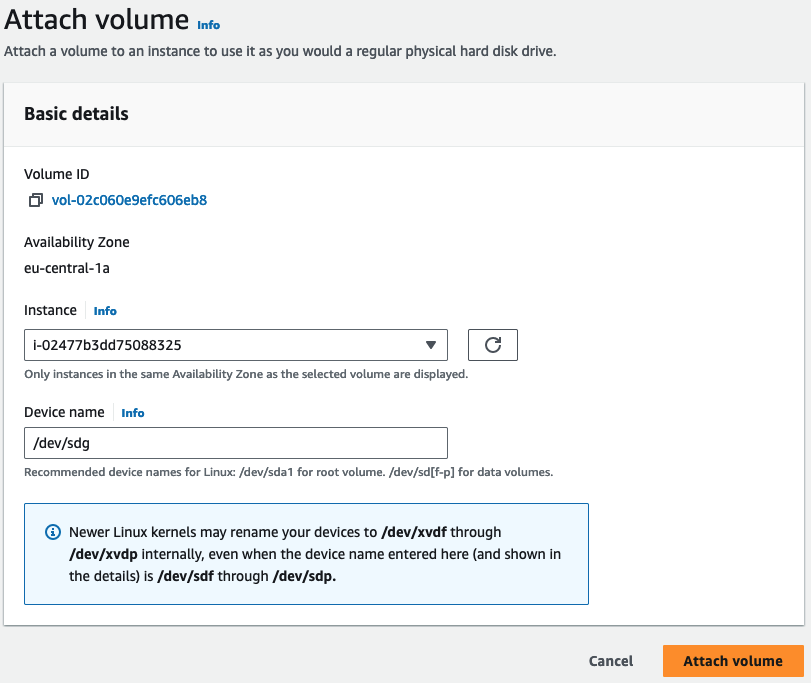 Attach volume Info
Attach a volume to an instance to use it as you would a regular physical hard disk drive.
Basic details
Volume ID
vol-02c060e9efc606eb8
Availability Zone
eu-central-1a
Instance Info
i-02477b3dd75088325
Only instances in the same Availability Zone as the selected volume are displayed.
Device name Info
/dev/sdg
Recommended device names for Linux: /dev/sda1 for root volume. /dev/sd[f-p] for data volumes.
Newer Linux kernels may rename your devices to /dev/xvdf through
/dev/xvdp internally, even when the device name entered here (and shown in
the details) is /dev/sdf through /dev/sdp.
Cancel Attach volume